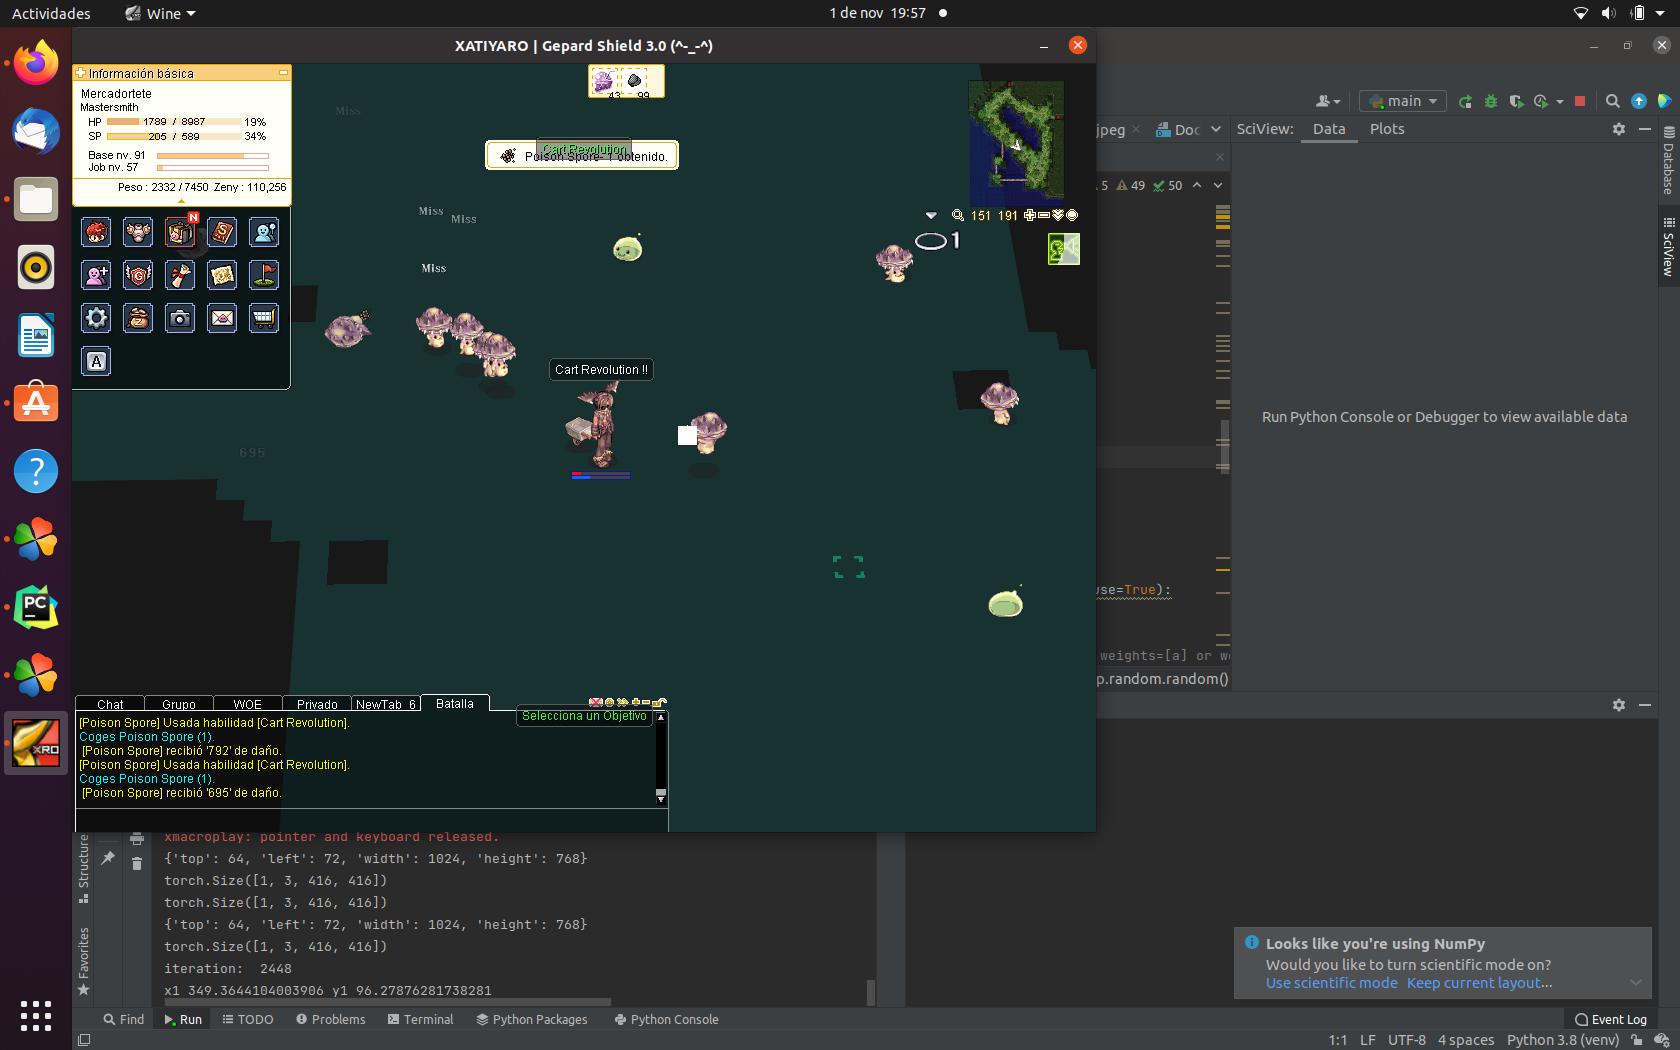 Actividades
Wine
1 de nov 19:57
XATIYARO | Gepard Shield 3.0 (^-_-^)
Información básica
Mercadortete
Mastersmith
HP 1789 / 8987 19%
SP 205 / 589 34%
Base nv. 91
Job nv. 57
Peso : 2332 / 7450 Zeny : 110,256
N
A
43 99
Miss
Cart Revolution
Poison Spore- 1 obtenido.
Miss
Miss
Miss
151 191
1
Cart Revolution !!
695
Chat Grupo WOE Privado NewTab_6 Batalla
Selecciona un Objetivo
[Poison Spore] Usada habilidad [Cart Revolution].
Coges Poison Spore (1).
[Poison Spore] recibió '792' de daño.
[Poison Spore] Usada habilidad [Cart Revolution].
Coges Poison Spore (1).
[Poison Spore] recibió '695' de daño.
PC
XRO
main
jpeg
Doc
SciView: Data Plots
5 49 50
Database
SciView
Run Python Console or Debugger to view available data
use=True):
weights=[a] or w
p.random.random()
xmacroplay: pointer and keyboard released.
{'top': 64, 'left': 72, 'width': 1024, 'height': 768}
torch.Size([1, 3, 416, 416])
torch.Size([1, 3, 416, 416])
{'top': 64, 'left': 72, 'width': 1024, 'height': 768}
torch.Size([1, 3, 416, 416])
iteration: 2448
x1 349.3644104003906 y1 96.27876281738281
Structure
Favorites
Looks like you're using NumPy
Would you like to turn scientific mode on?
Use scientific mode Keep current layout...
Find Run TODO Problems Terminal Python Packages Python Console
Event Log
1:1 LF UTF-8 4 spaces Python 3.8 (venv)